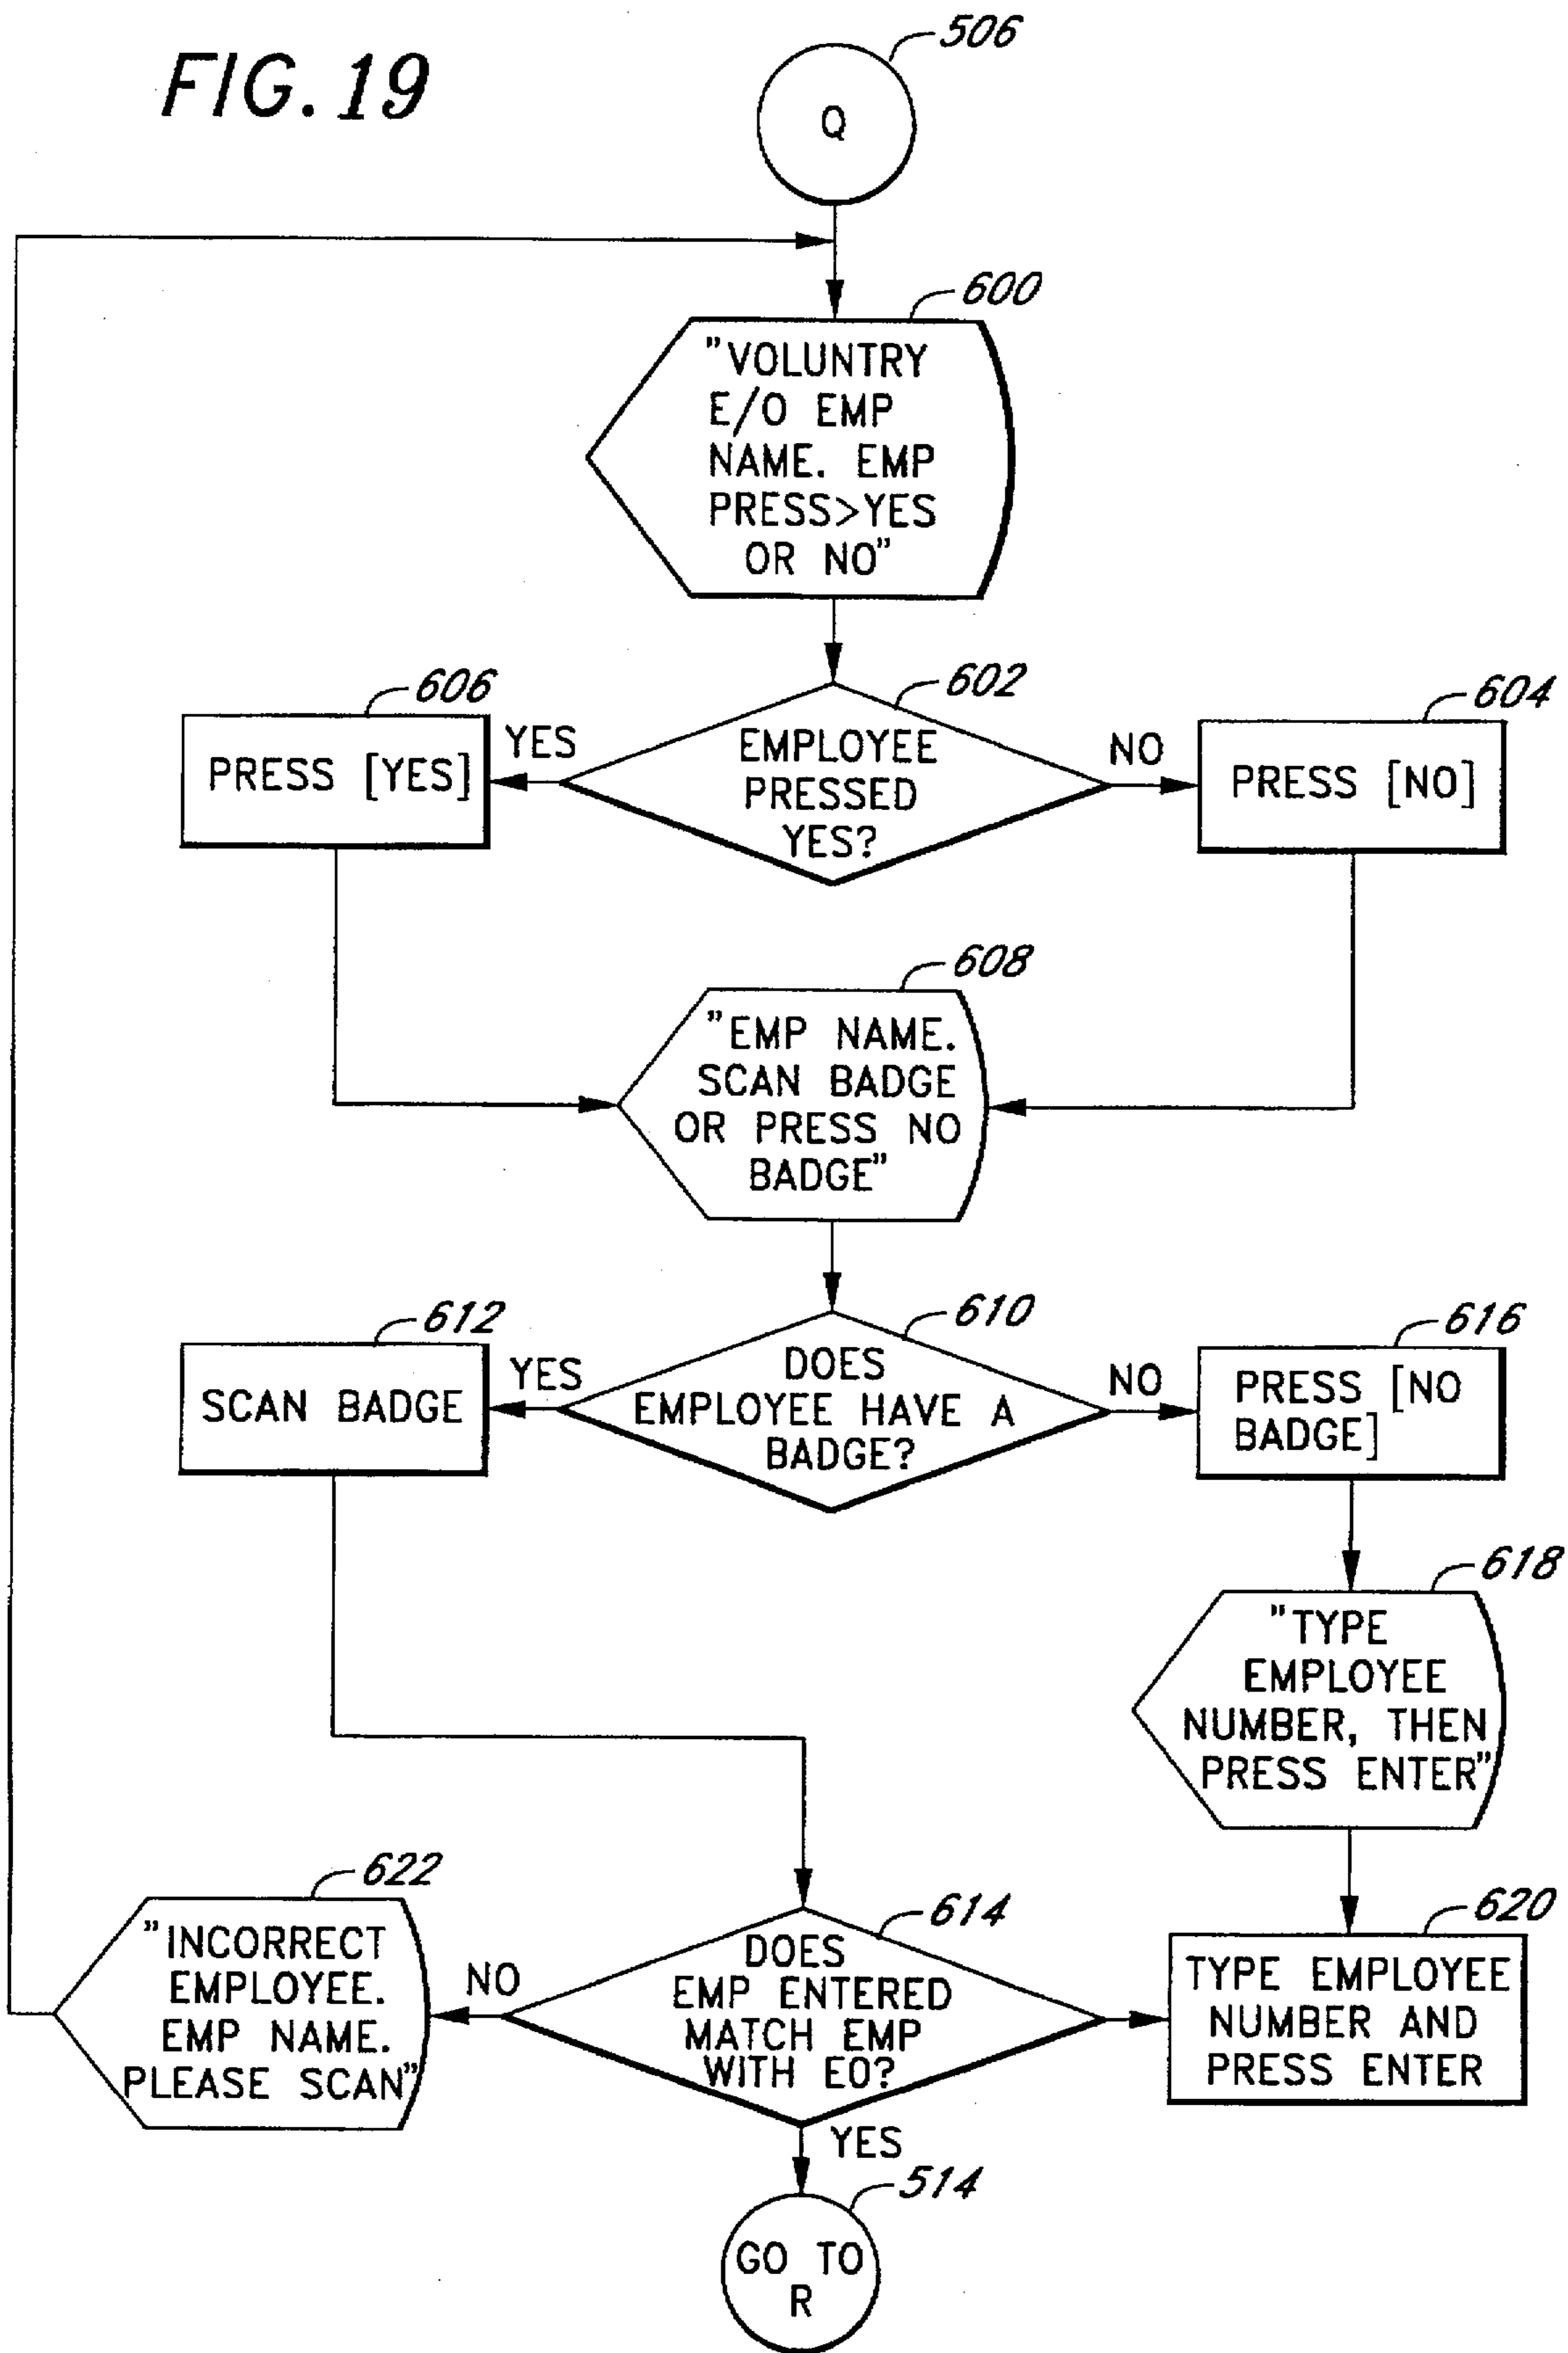 FIG. 19
506
Q
600
"VOLUNTRY
E/O EMP
NAME. EMP
PRESS>YES
OR NO"
606
602
604
PRESS [YES]
YES
EMPLOYEE
PRESSED
YES?
NO
PRESS [NO]
608
"EMP NAME.
SCAN BADGE
OR PRESS NO
BADGE"
612
610
616
SCAN BADGE
YES
DOES
EMPLOYEE HAVE A
BADGE?
NO
PRESS [NO
BADGE]
618
"TYPE
EMPLOYEE
NUMBER, THEN
PRESS ENTER"
622
614
620
"INCORRECT
EMPLOYEE.
EMP NAME.
PLEASE SCAN"
NO
DOES
EMP ENTERED
MATCH EMP
WITH EO?
TYPE EMPLOYEE
NUMBER AND
PRESS ENTER
YES
514
GO TO
R